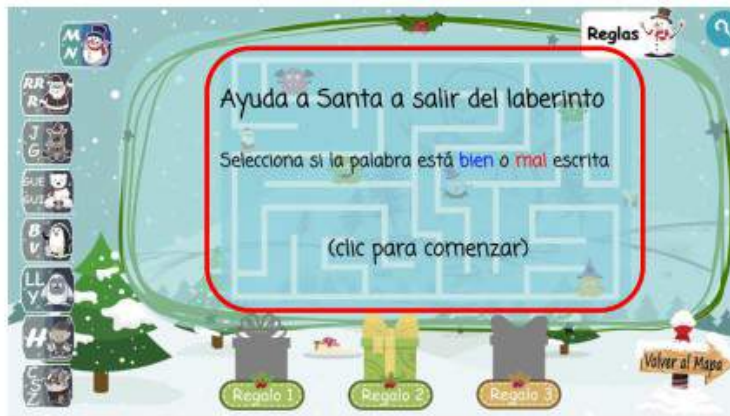 M
N
Reglas
RR
R
Ayuda a Santa a salir del laberinto
J
G
Selecciona si la palabra está bien o mal escrita
GUE
GUI
B
V
(clic para comenzar)
LL
Y
H
Volver al Mapa
C
S
Z
Regalo 1
Regalo 2
Regalo 3